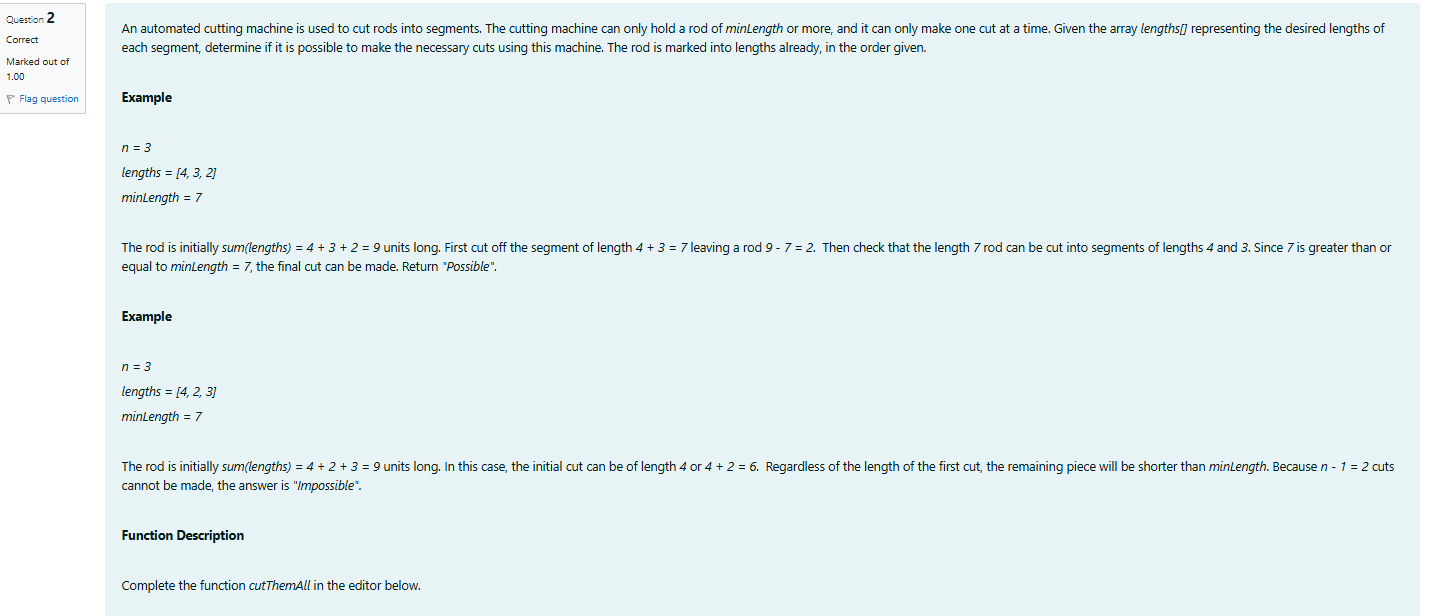 Question 2
Correct
Marked out of
1.00
Flag question
An automated cutting machine is used to cut rods into segments. The cutting machine can only hold a rod of minLength or more, and it can only make one cut at a time. Given the array lengths[] representing the desired lengths of
each segment, determine if it is possible to make the necessary cuts using this machine. The rod is marked into lengths already, in the order given.
Example
n = 3
lengths = [4, 3, 2]
minLength = 7
The rod is initially sum(lengths) = 4 + 3 + 2 = 9 units long. First cut off the segment of length 4 + 3 = 7 leaving a rod 9 - 7 = 2. Then check that the length 7 rod can be cut into segments of lengths 4 and 3. Since 7 is greater than or
equal to minLength = 7, the final cut can be made. Return "Possible".
Example
n = 3
lengths = [4, 2, 3]
minLength = 7
The rod is initially sum(lengths) = 4 + 2 + 3 = 9 units long. In this case, the initial cut can be of length 4 or 4 + 2 = 6. Regardless of the length of the first cut, the remaining piece will be shorter than minLength. Because n - 1 = 2 cuts
cannot be made, the answer is "Impossible".
Function Description
Complete the function cutThemAll in the editor below.